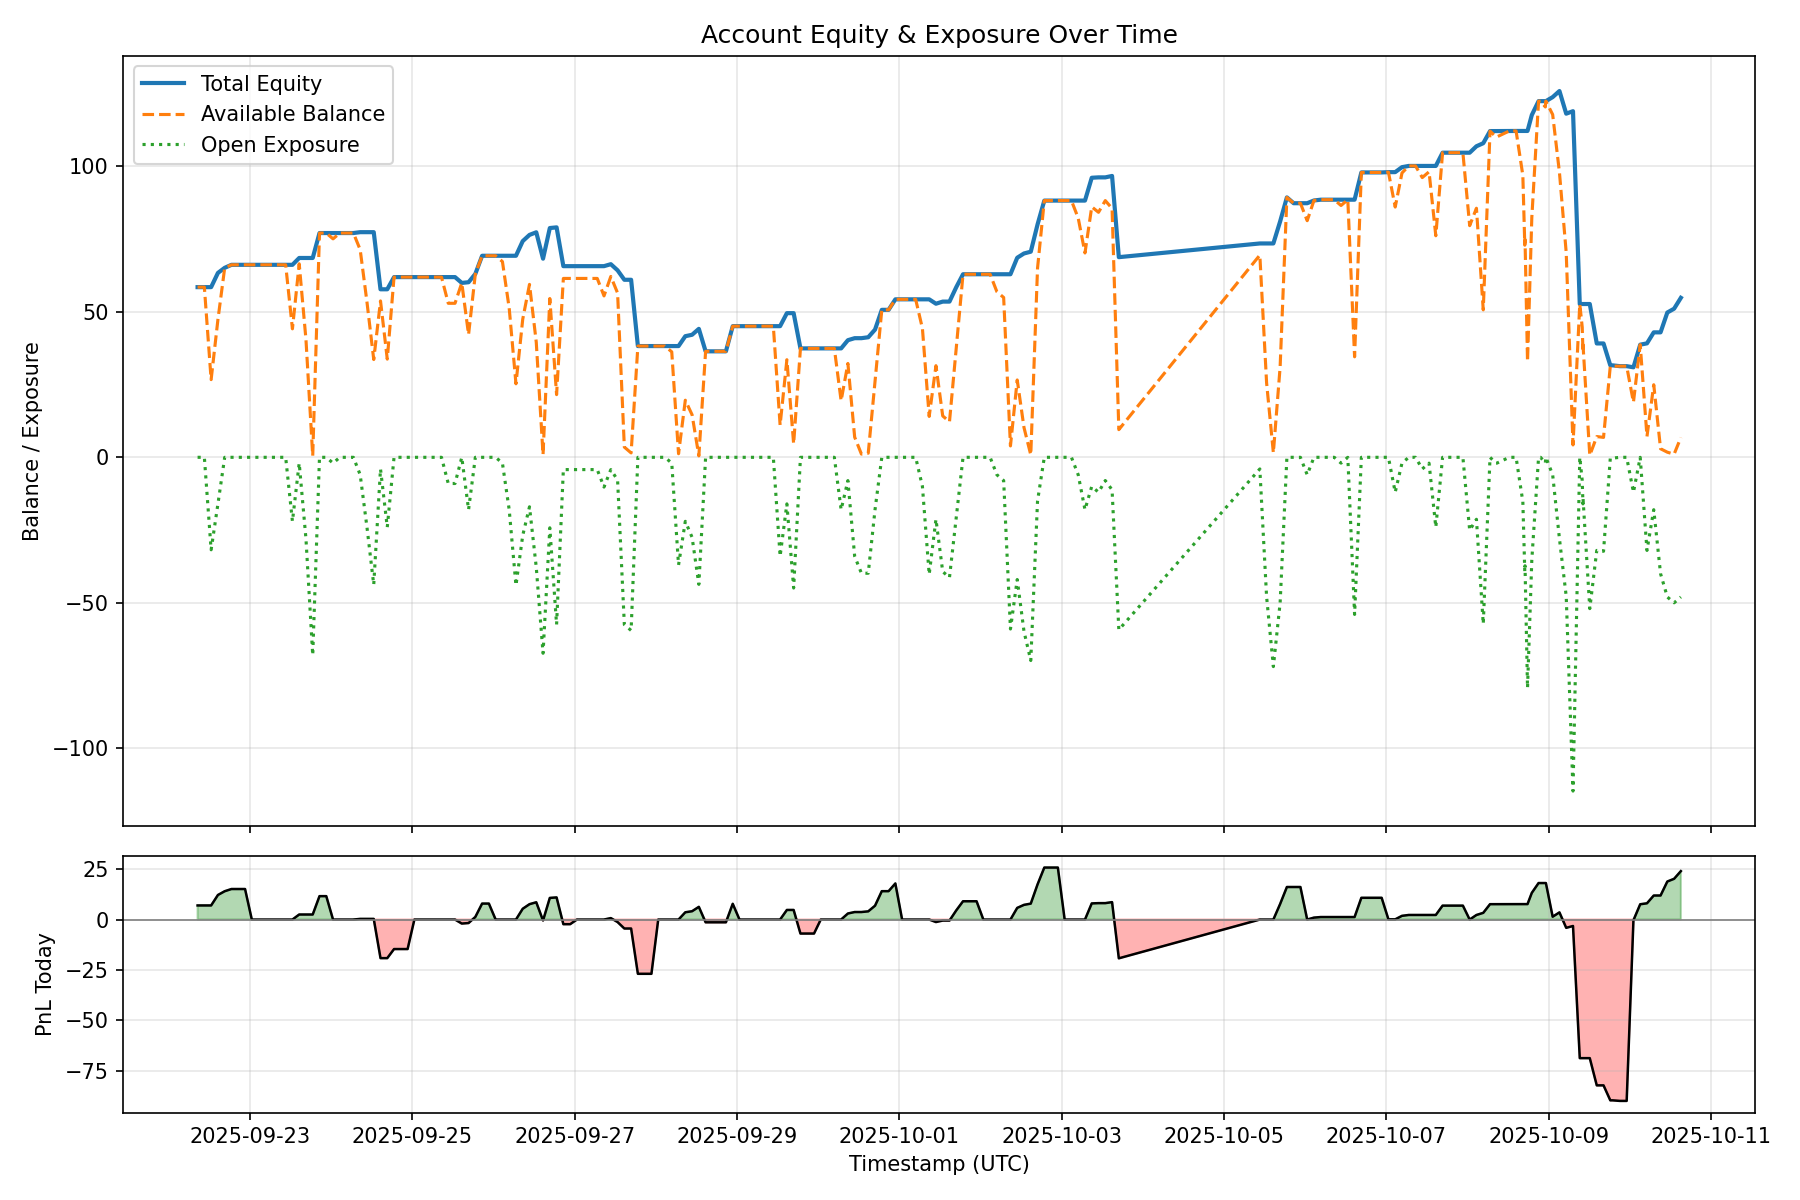 Account Equity & Exposure Over Time
Total Equity
Available Balance
Open Exposure
Balance / Exposure
100
50
0
−50
−100
PnL Today
25
0
−25
−50
−75
2025-09-23
2025-09-25
2025-09-27
2025-09-29
2025-10-01
2025-10-03
2025-10-05
2025-10-07
2025-10-09
2025-10-11
Timestamp (UTC)